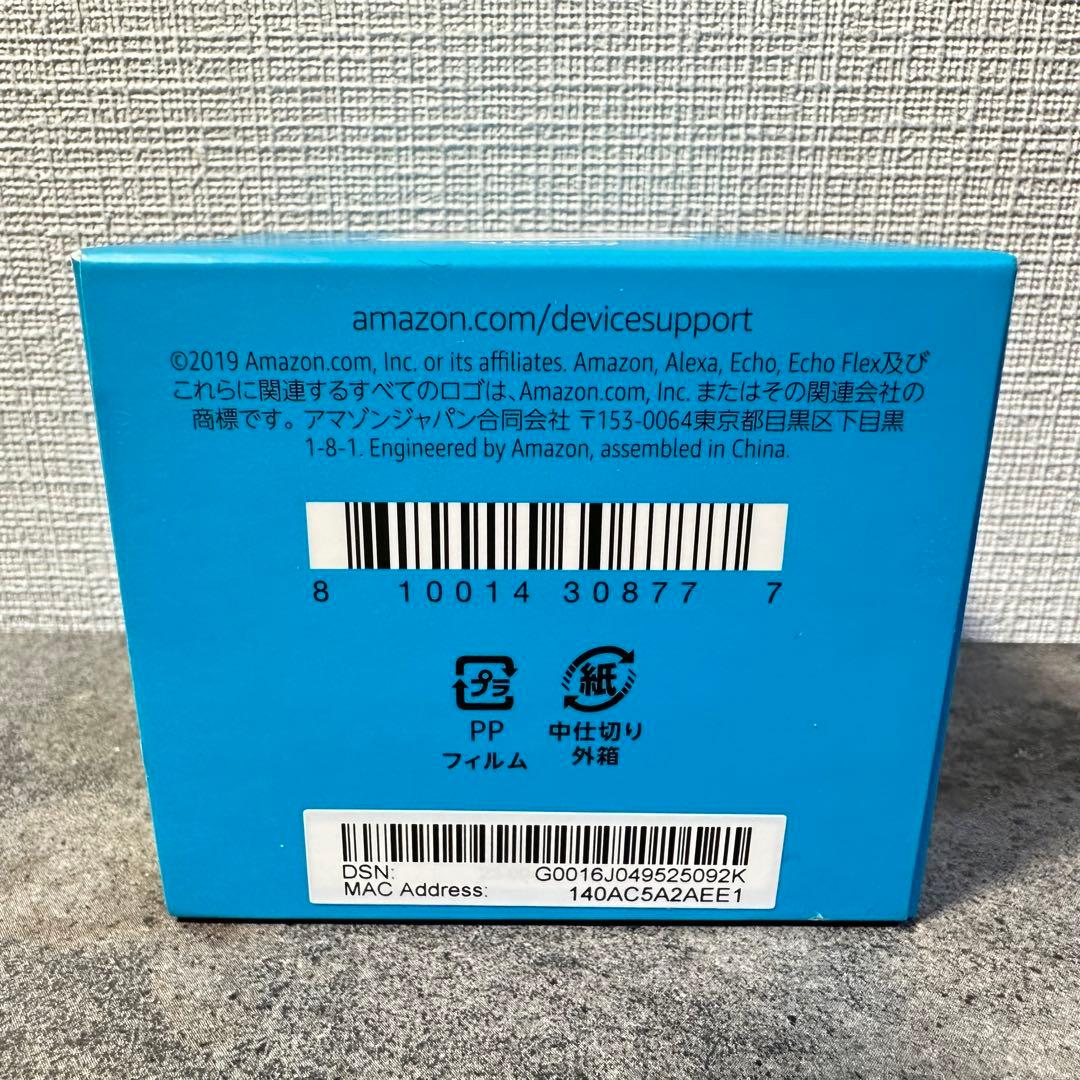 amazon.com/devicesupport
©2019 Amazon.com, Inc. or its affiliates. Amazon, Alexa, Echo, Echo Flex及び
これらに関連するすべてのロゴは、Amazon.com, Inc. またはその関連会社の
商標です。アマゾンジャパン合同会社 〒153-0064東京都目黒区下目黒
1-8-1. Engineered by Amazon, assembled in China.
8 10014 30877 7
プラ 紙
PP 中仕切り
フィルム 外箱
DSN: G0016J049525092K
MAC Address: 140AC5A2AEE1